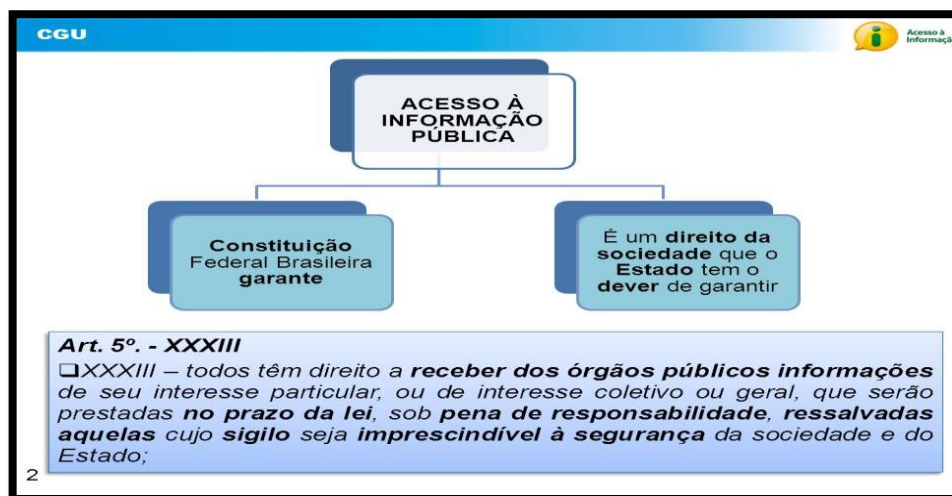 CGU
Acesso à
Informaçã
ACESSO À
INFORMAÇÃO
PÚBLICA
Constituição
Federal Brasileira
garante
É um direito da
sociedade que o
Estado tem o
dever de garantir
Art. 5º. - XXXIII
❑XXXIII – todos têm direito a receber dos órgãos públicos informações
de seu interesse particular, ou de interesse coletivo ou geral, que serão
prestadas no prazo da lei, sob pena de responsabilidade, ressalvadas
aquelas cujo sigilo seja imprescindível à segurança da sociedade e do
Estado;
2